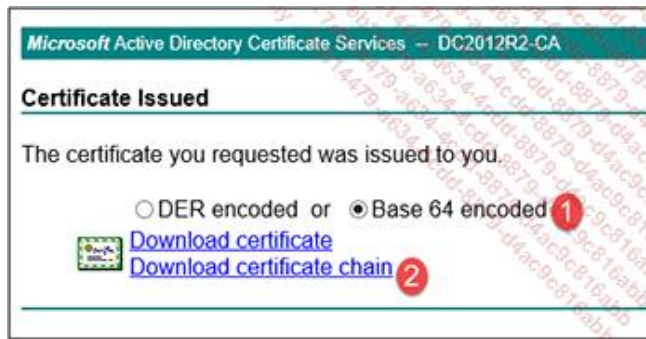 Microsoft Active Directory Certificate Services -- DC2012R2-CA
Certificate Issued
The certificate you requested was issued to you.
DER encoded or Base 64 encoded 1
Download certificate
Download certificate chain 2